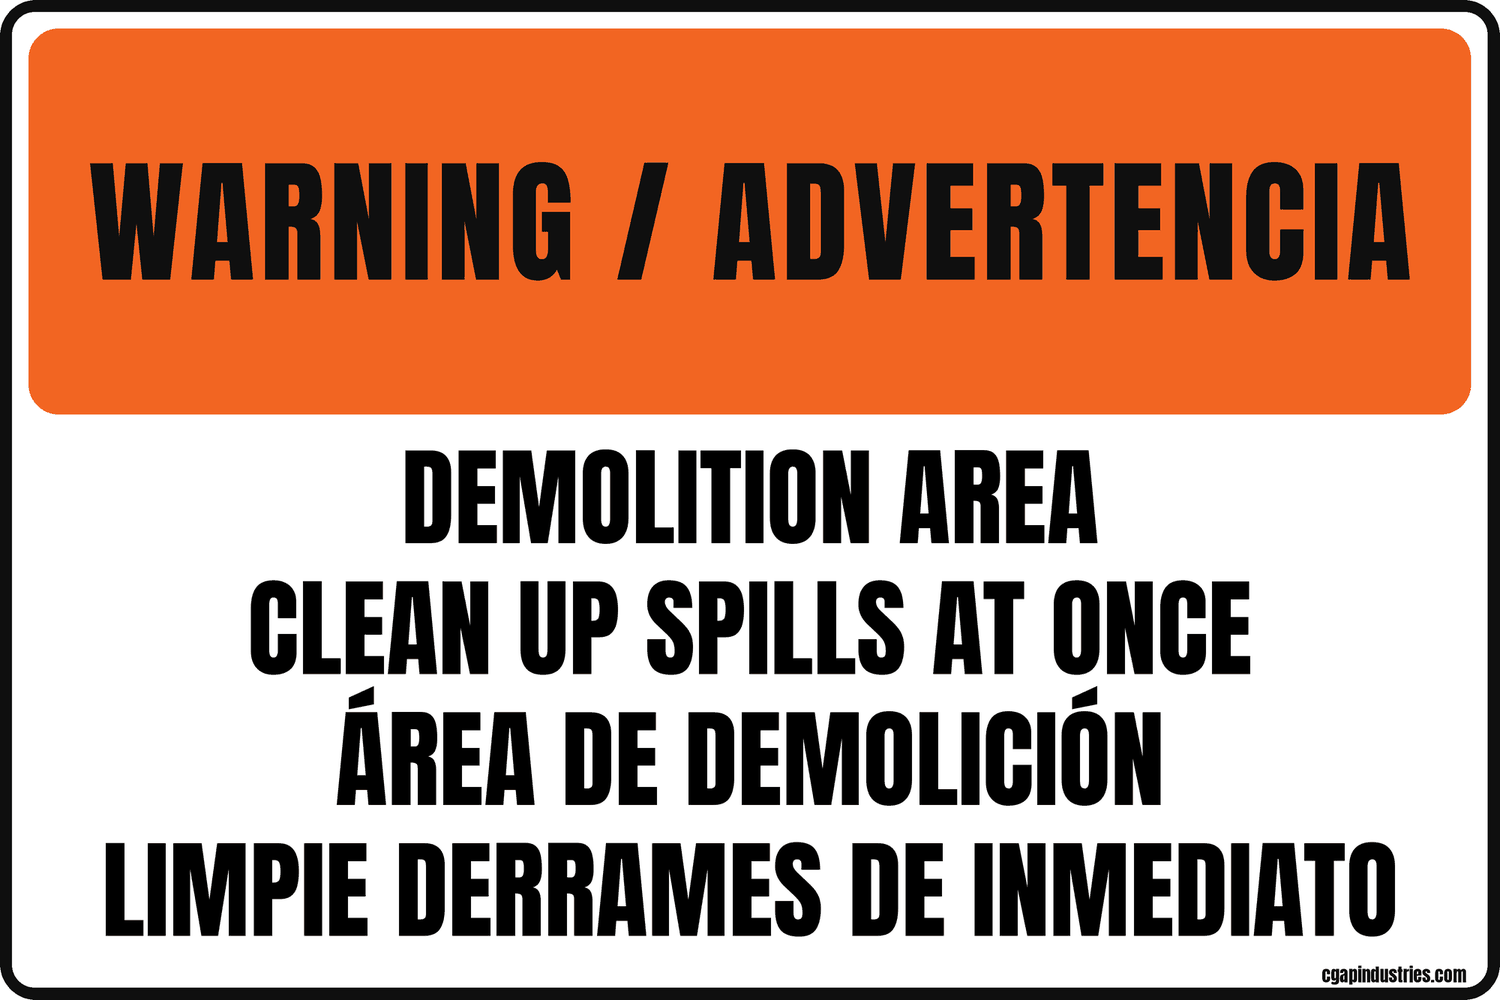 WARNING / ADVERTENCIA
DEMOLITION AREA
CLEAN UP SPILLS AT ONCE
ÁREA DE DEMOLICIÓN
LIMPIE DERRAMES DE INMEDIATO
cgapindustries.com